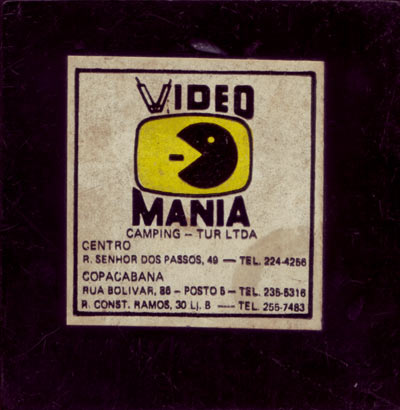 VIDEO
MANIA
CAMPING - TUR LTDA
CENTRO
R. SENHOR DOS PASSOS, 49 — TEL. 224-4256
COPACABANA
RUA BOLIVAR, 86 - POSTO 5 - TEL. 235-5316
R. CONST. RAMOS, 30 Lj. B — TEL. 255-7483